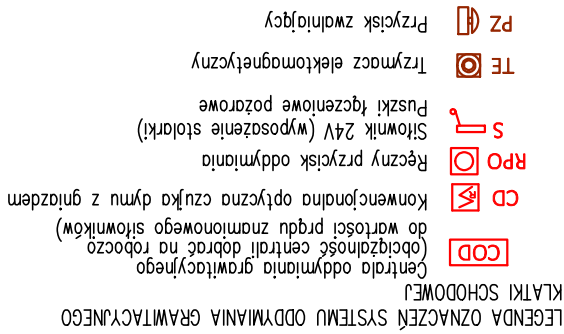 LEGENDA OZNACZEŃ SYSTEMU ODDYMIANIA GRAWITACYJNEGO
KLATKI SCHODOWEJ
COD
Centrala oddymiania grawitacyjnego
(obciążalność centrali dobrać na roboczo
do wartości prądu znamionowego siłowników)
CD Konwencjonalna optyczna czujka dymu z gniazdem
RPO Ręczny przycisk oddymiania
S Siłownik 24V (wyposażenie stolarki)
Puszki łączeniowe pożarowe
TE Trzymacz elektomagnetyczny
PZ Przycisk zwalniający